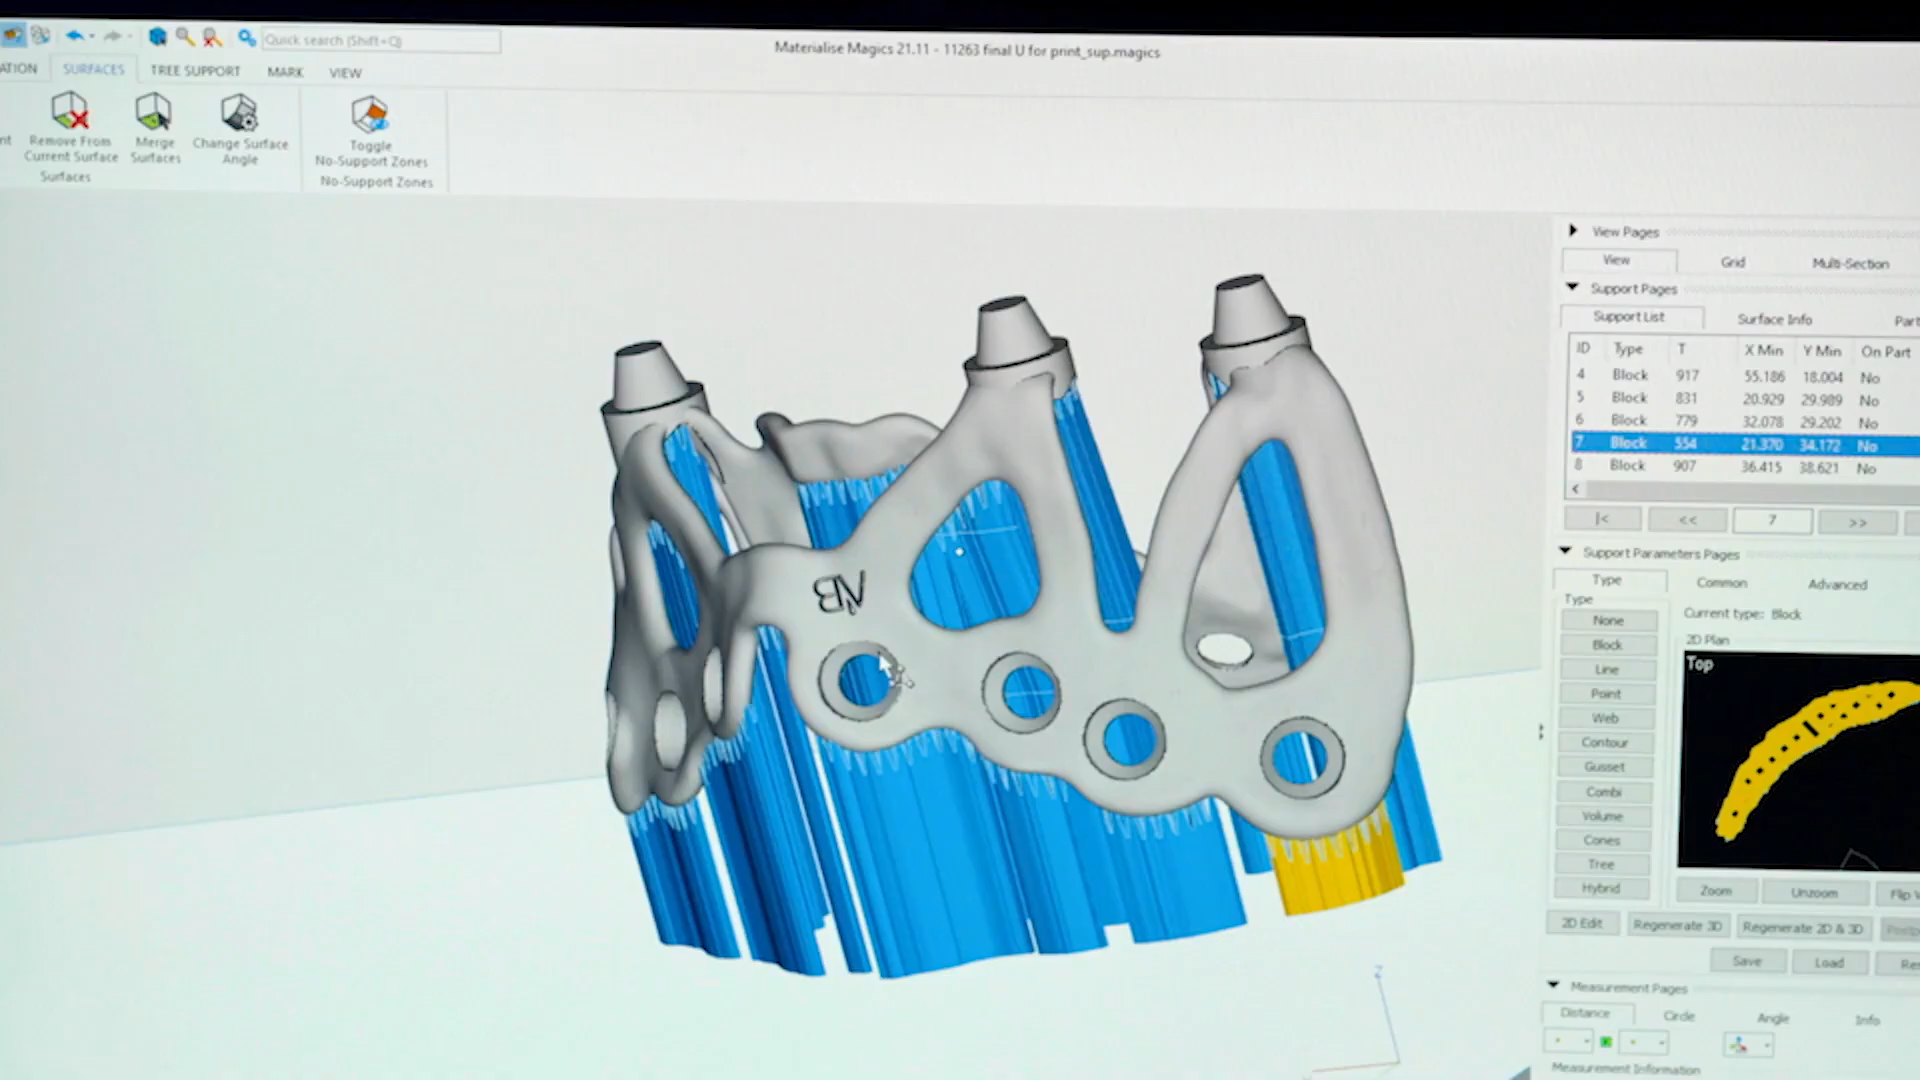 Quick search (Shift+Q)
Materialise Magics 21.11 - 11263 final U for print_sup.magics
ATION SURFACES TREE SUPPORT MARK VIEW
nt Remove From Current Surface
Merge Surfaces
Change Surface Angle
Surfaces
Toggle No-Support Zones
No-Support Zones
View Pages
View Grid Multi-Section
Support Pages
Support List Surface Info Part
ID Type T X Min Y Min On Part
4 Block 917 55.186 18.004 No
5 Block 831 20.929 29.989 No
6 Block 779 32.078 29.202 No
7 Block 554 21.370 34.172 No
8 Block 907 36.415 38.621 No
<
|< << 7 >>
Support Parameters Pages
Type Common Advanced
Type
Current type: Block
None
Block
Line
Point
Web
Contour
Gusset
Combi
Volume
Cones
Tree
Hybrid
2D Plan
Top
Zoom Unzoom Flip
2D Edit Regenerate 3D Regenerate 2D & 3D
Save Load Res
Measurement Pages
Distance Circle Angle Info
Measurement Information
Z